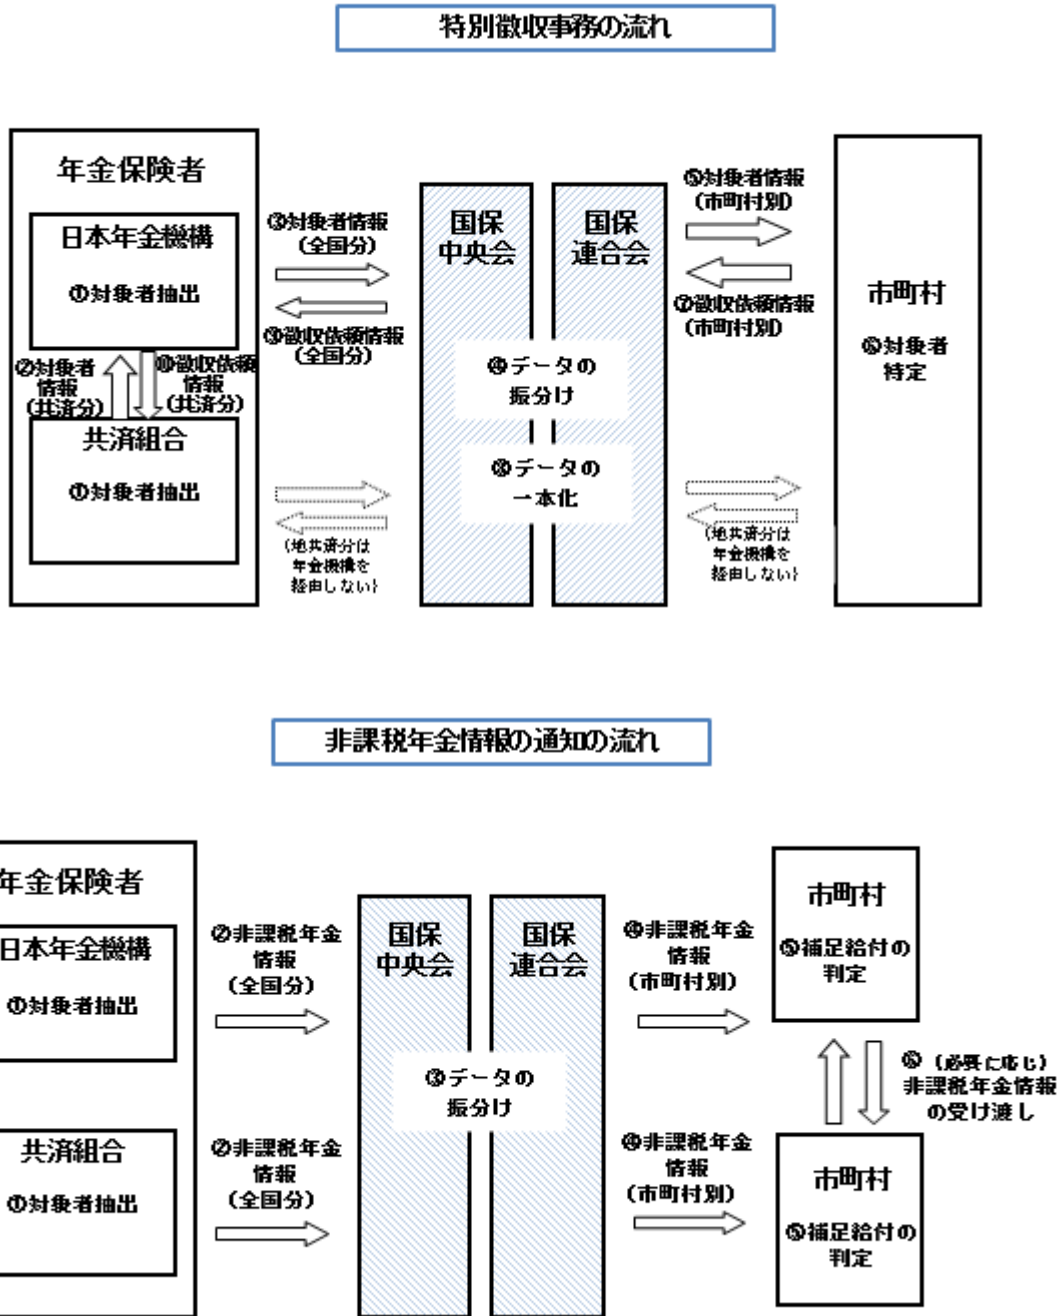 特別徴収事務の流れ
年金保険者
日本年金機構
①対象者抽出
②対象者
情報
(共済分)
⑩徴収依頼
情報
(共済分)
共済組合
①対象者抽出
③対象者情報
(全国分)
⑨徴収依頼情報
(全国分)
(地共済分は
年金機構を
経由しない)
国保
中央会
国保
連合会
④データの
振分け
⑧データの
一本化
⑤対象者情報
(市町村別)
⑦徴収依頼情報
(市町村別)
(地共済分は
年金機構を
経由しない)
市町村
⑥対象者
特定
非課税年金情報の通知の流れ
年金保険者
日本年金機構
①対象者抽出
共済組合
①対象者抽出
②非課税年金
情報
(全国分)
②非課税年金
情報
(全国分)
国保
中央会
国保
連合会
③データの
振分け
④非課税年金
情報
(市町村別)
④非課税年金
情報
(市町村別)
市町村
⑤補足給付の
判定
⑥(必要に応じ)
非課税年金情報
の受け渡し
市町村
⑤補足給付の
判定